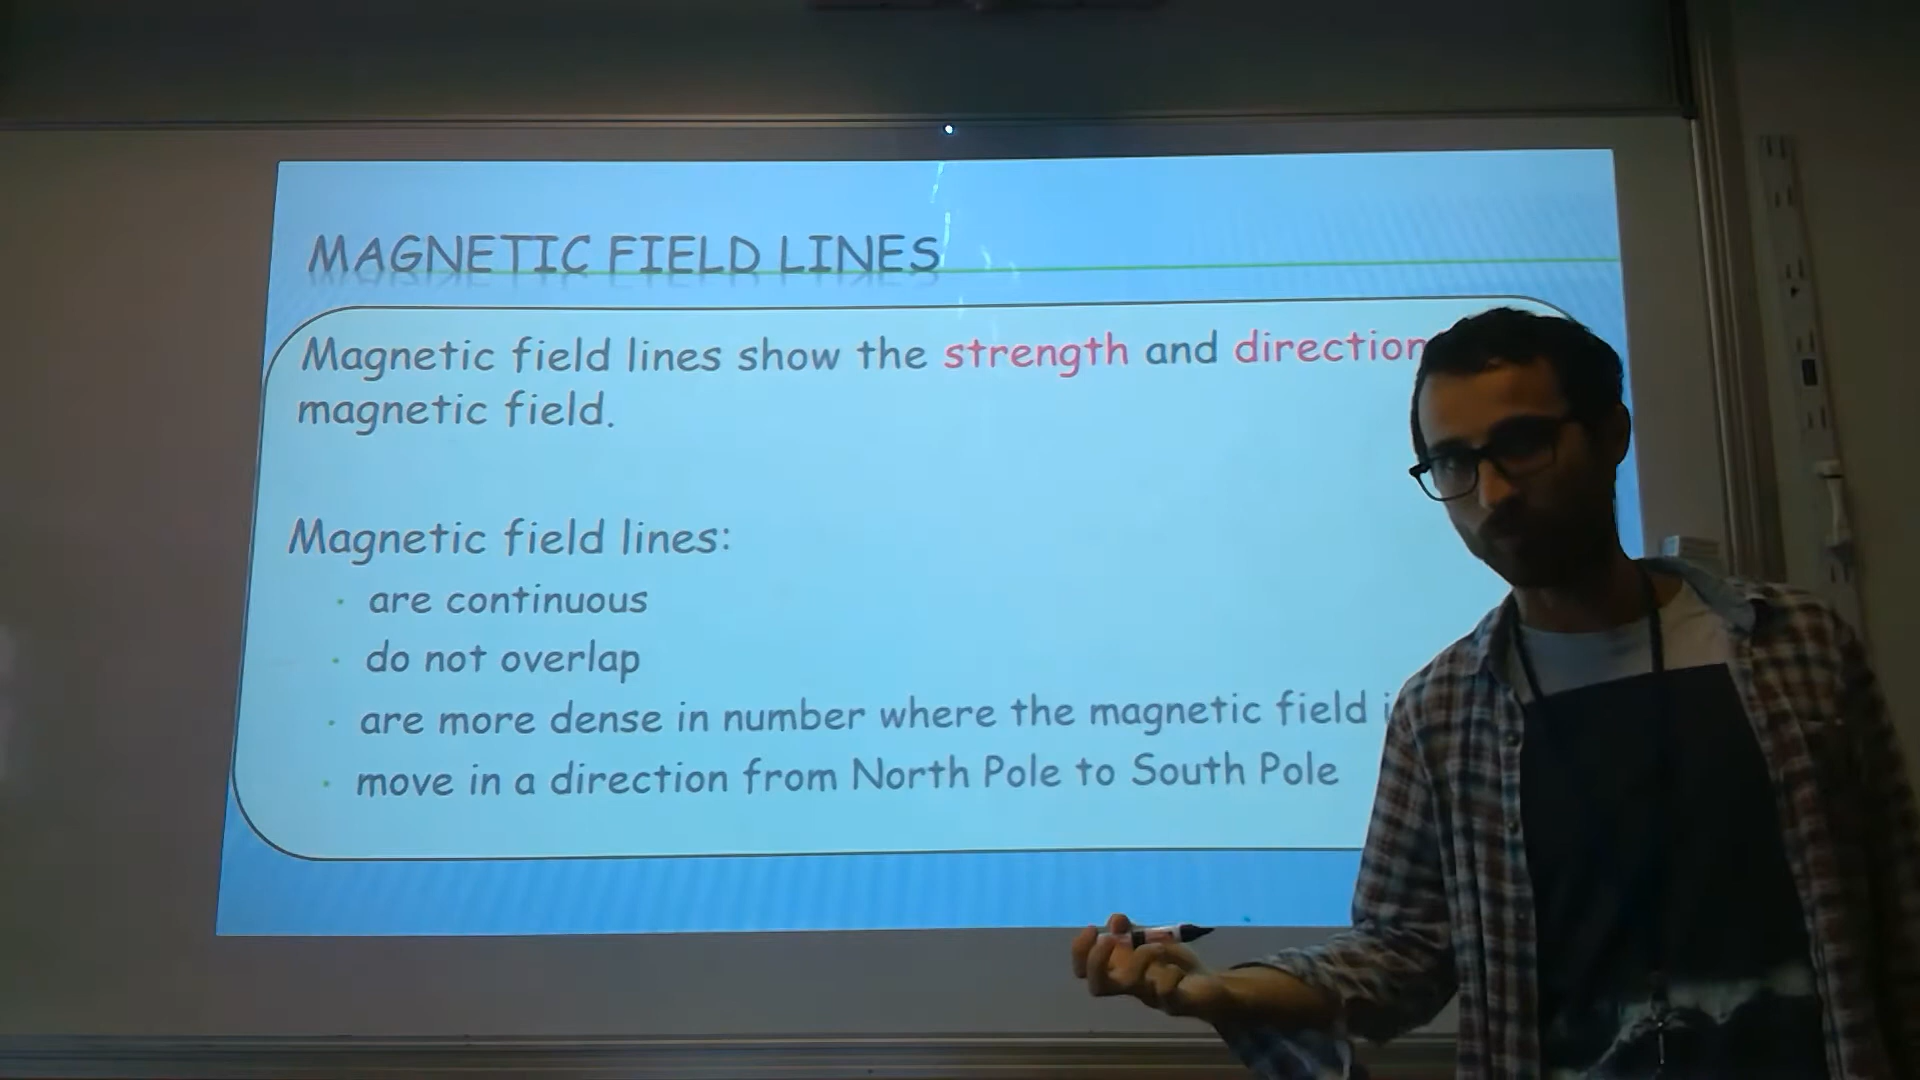 MAGNETIC FIELD LINES
Magnetic field lines show the strength and direction
magnetic field.
Magnetic field lines:
· are continuous
· do not overlap
· are more dense in number where the magnetic field
· move in a direction from North Pole to South Pole